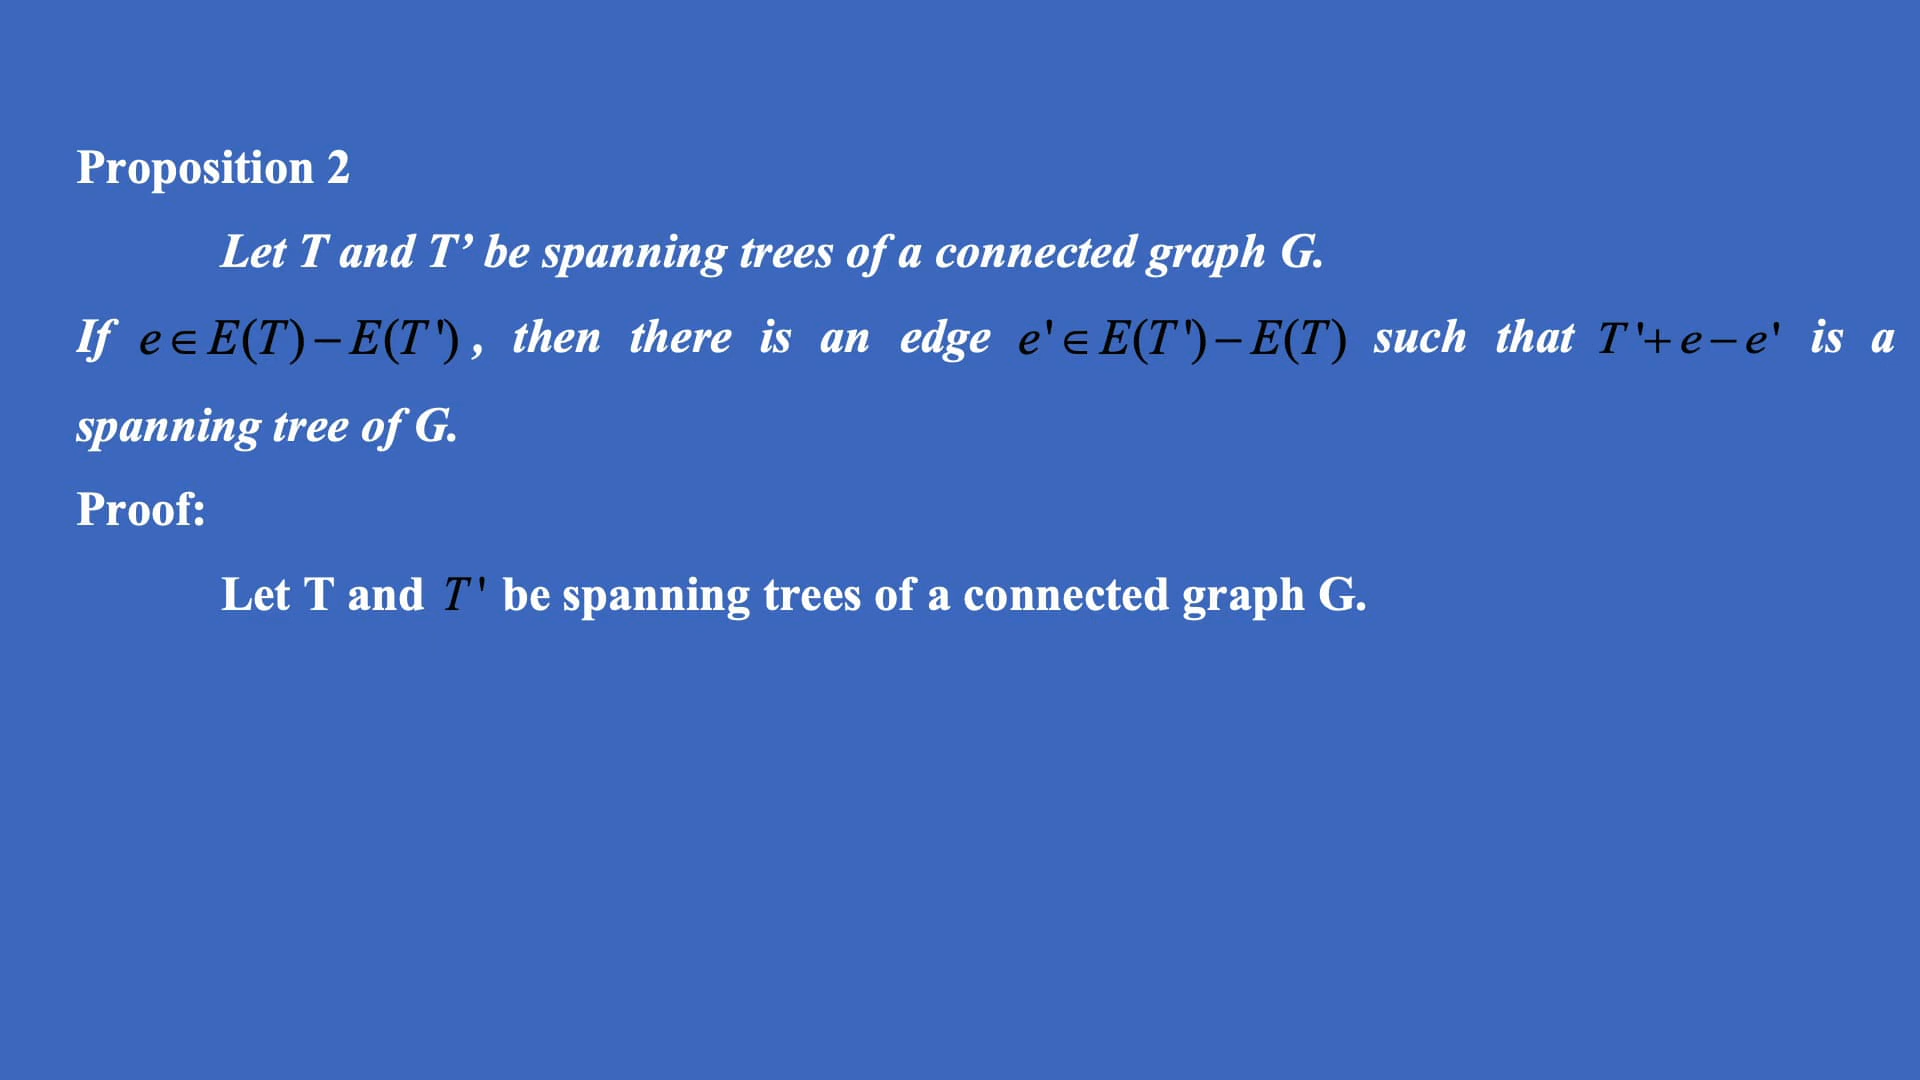 Proposition 2
Let T and T’ be spanning trees of a connected graph G.
If e∈E(T)−E(T'), then there is an edge e'∈E(T')−E(T) such that T'+e−e' is a
spanning tree of G.
Proof:
Let T and T' be spanning trees of a connected graph G.